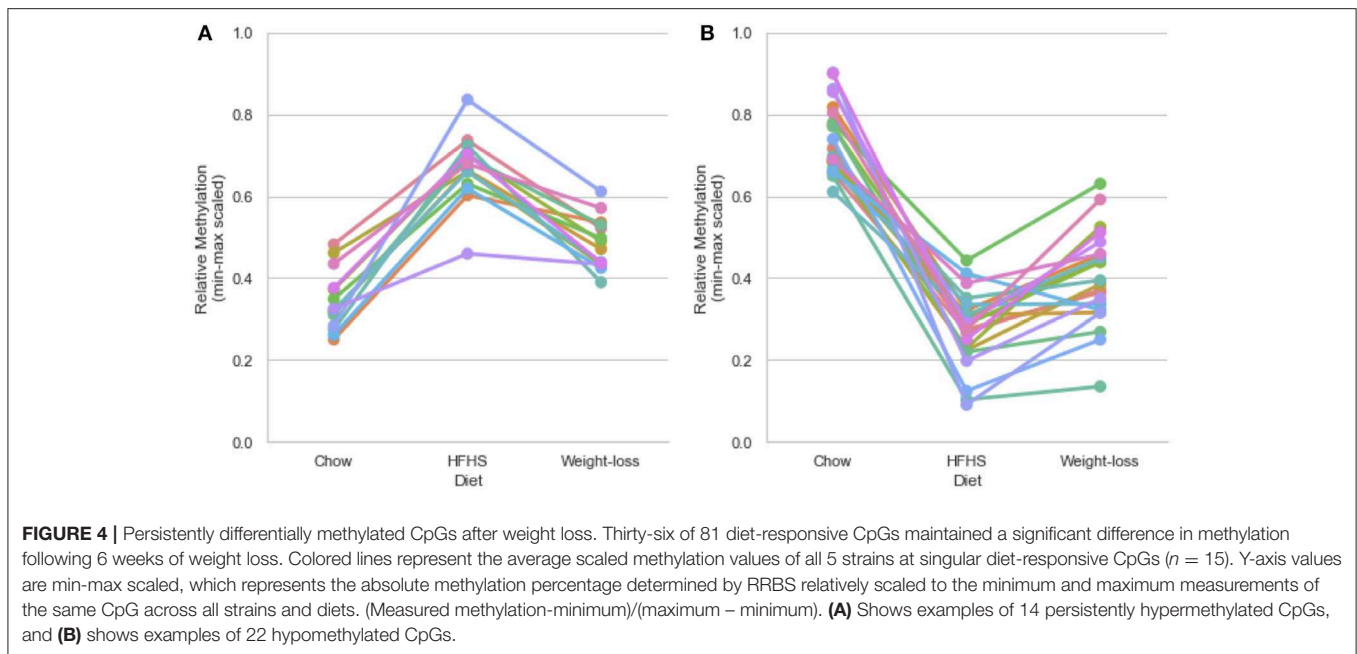 A
1.0
0.8
0.6
0.4
0.2
0.0
Relative Methylation
(min-max scaled)
Chow
HFHS
Weight-loss
Diet
B
1.0
0.8
0.6
0.4
0.2
0.0
Relative Methylation
(min-max scaled)
Chow
HFHS
Weight-loss
Diet
FIGURE 4 | Persistently differentially methylated CpGs after weight loss. Thirty-six of 81 diet-responsive CpGs maintained a significant difference in methylation
following 6 weeks of weight loss. Colored lines represent the average scaled methylation values of all 5 strains at singular diet-responsive CpGs (n = 15). Y-axis values
are min-max scaled, which represents the absolute methylation percentage determined by RRBS relatively scaled to the minimum and maximum measurements of
the same CpG across all strains and diets. (Measured methylation-minimum)/(maximum – minimum). (A) Shows examples of 14 persistently hypermethylated CpGs,
and (B) shows examples of 22 hypomethylated CpGs.